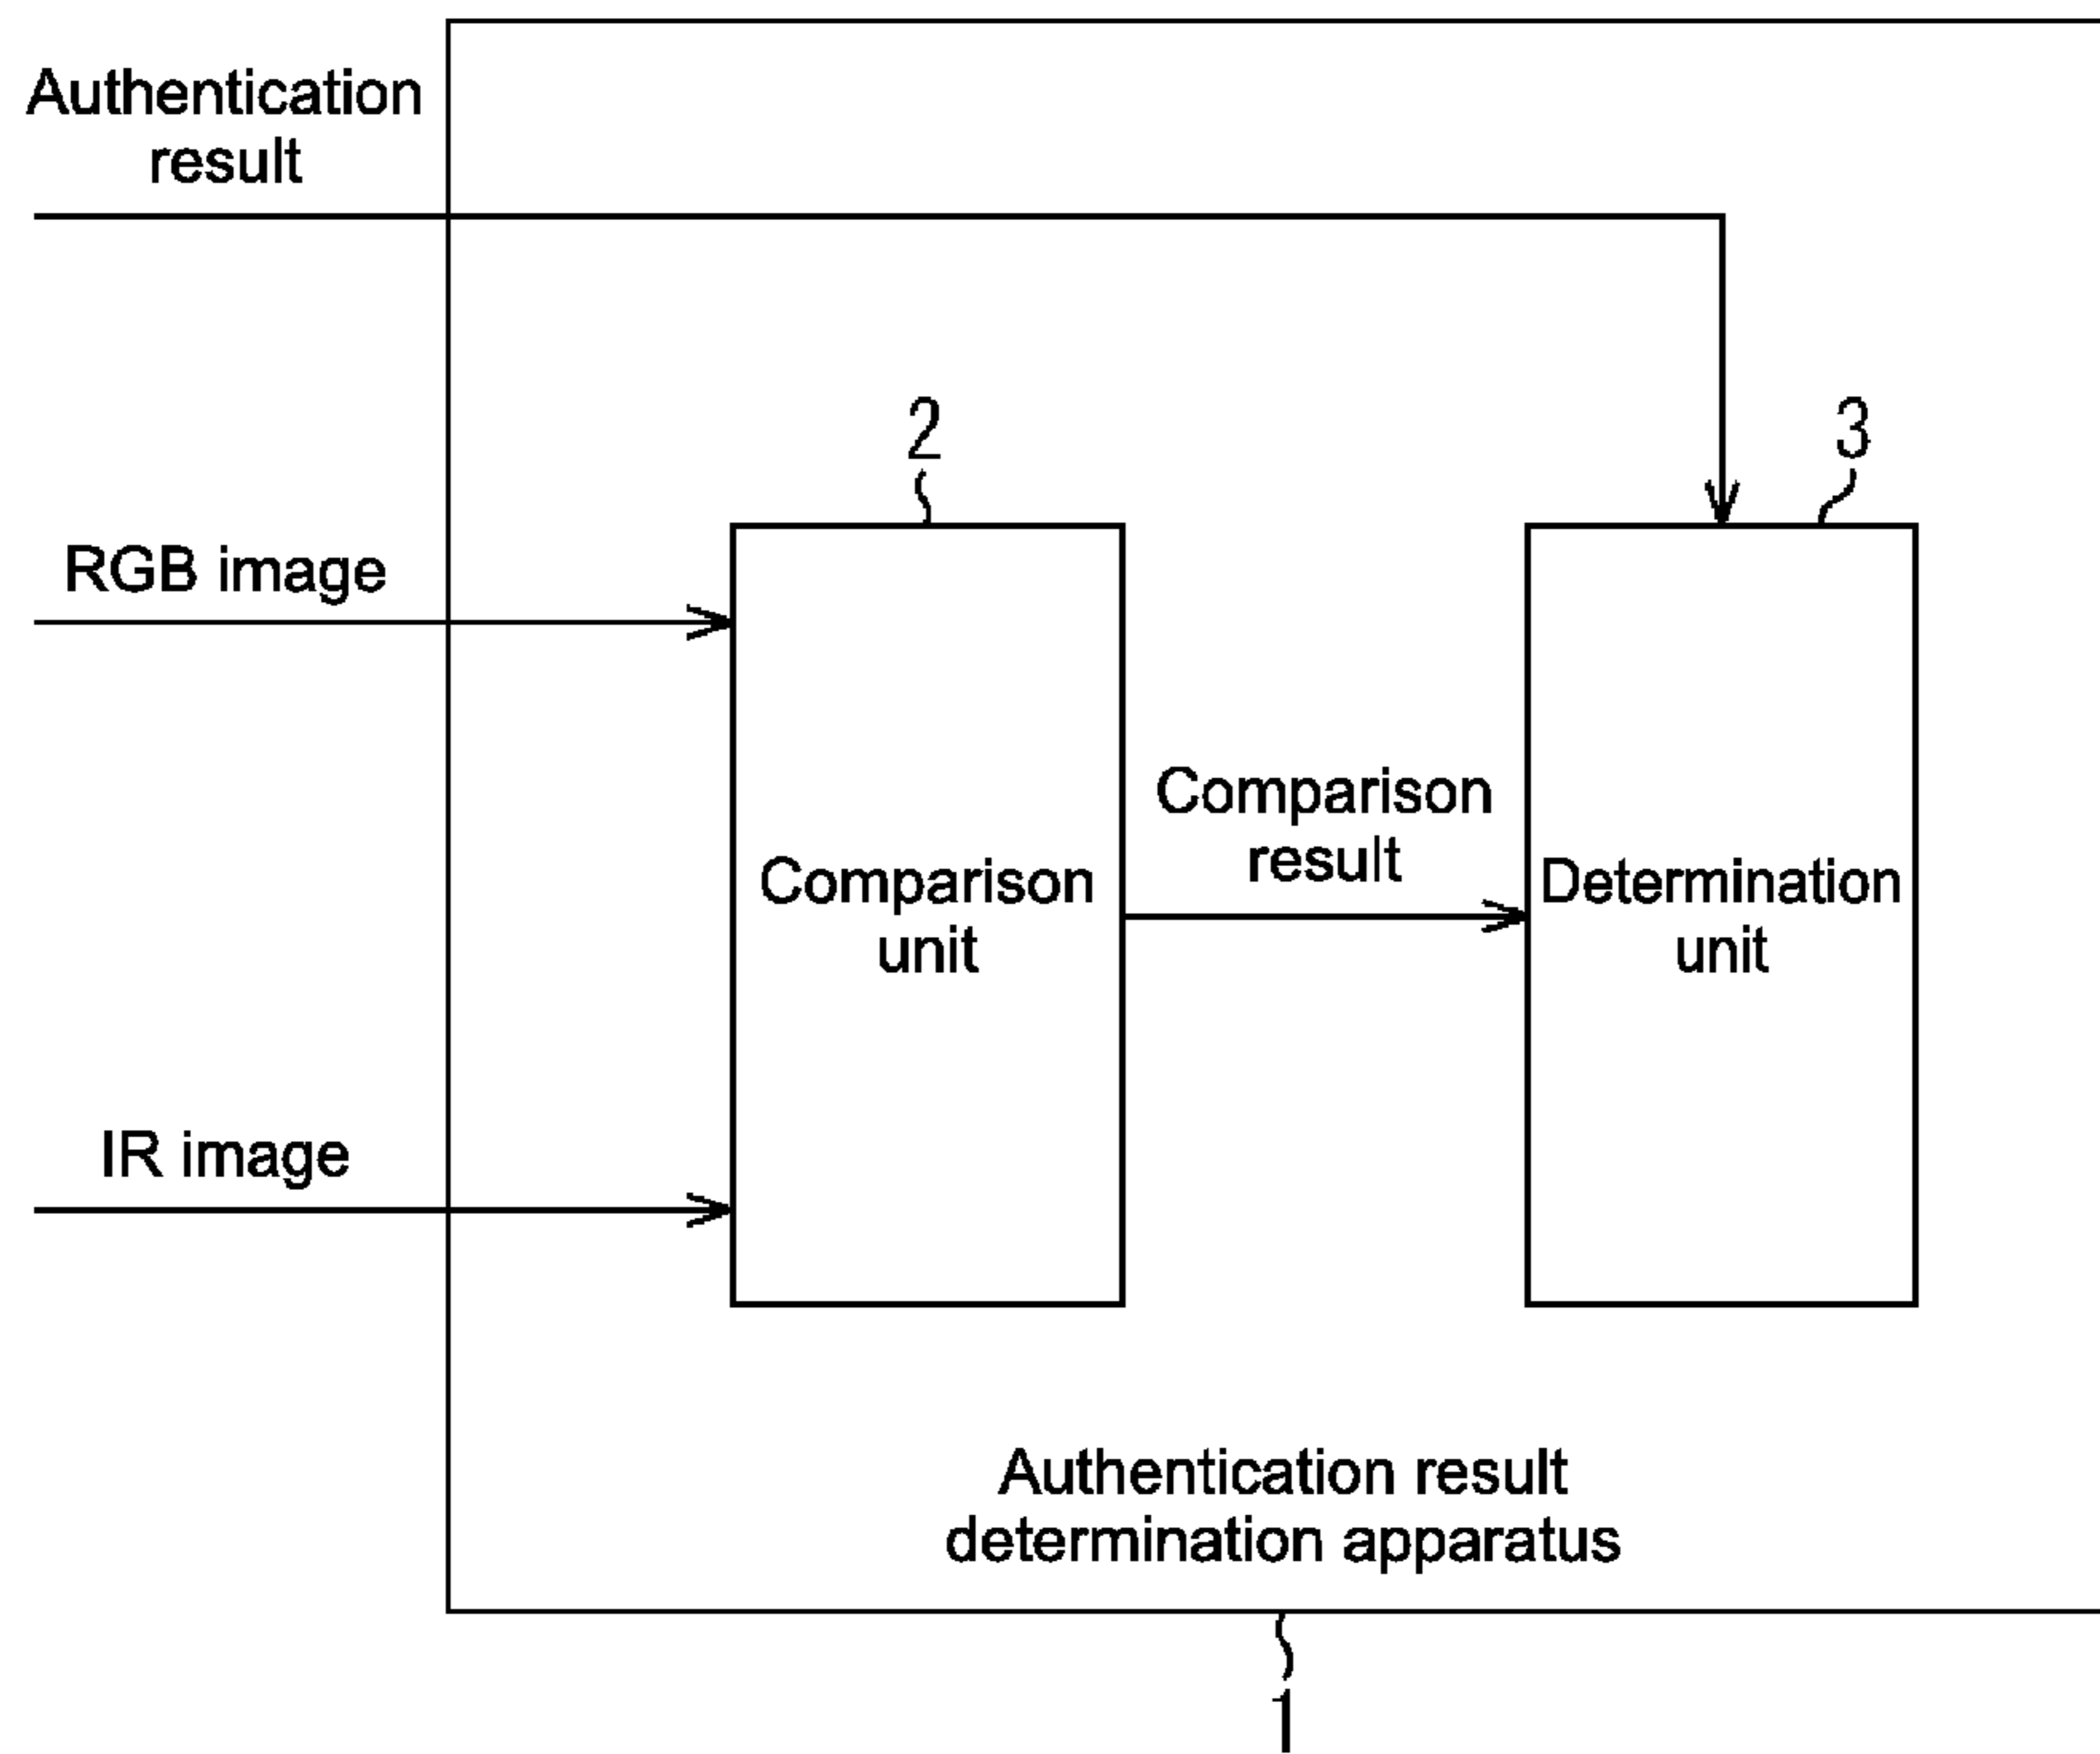 Authentication
result
2
3
RGB image
Comparison
result
Comparison
unit
Determination
unit
IR image
Authentication result
determination apparatus
1